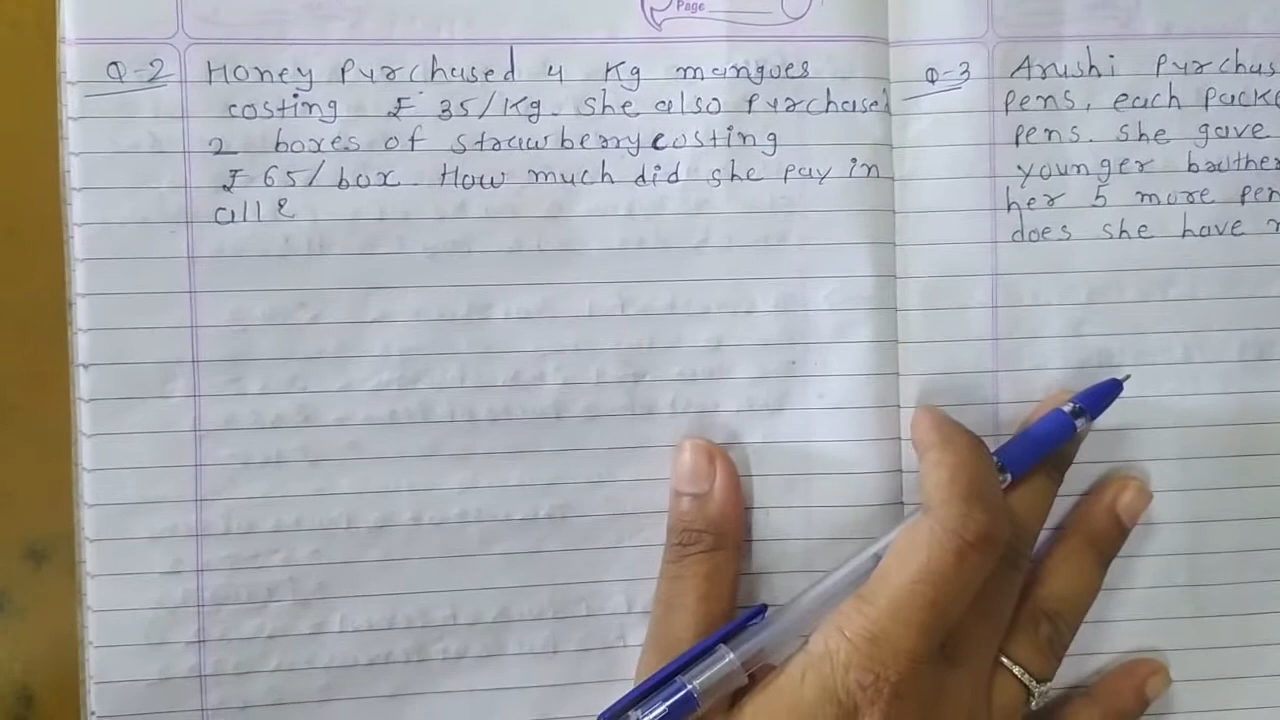 Page
Q-2 Honey Purchased 4 Kg mangoes
costing ₹ 35/Kg. She also Purchased
2 boxes of strawberry costing
₹ 65/box. How much did she pay in
all?
Q-3 Arushi Purchas
pens, each packe
pens. She gave
younger brother
her 5 more pen
does she have